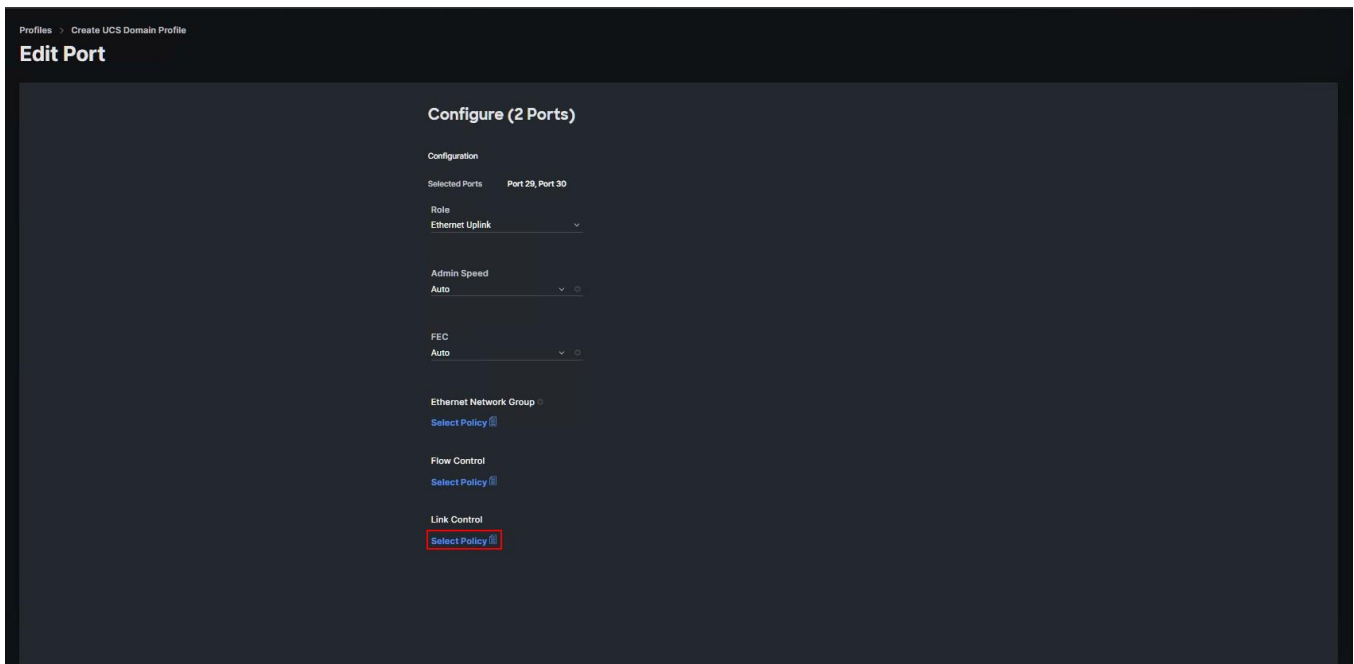 Profiles > Create UCS Domain Profile
Edit Port
Configure (2 Ports)
Configuration
Selected Ports Port 29, Port 30
Role
Ethernet Uplink
Admin Speed
Auto
FEC
Auto
Ethernet Network Group
Select Policy
Flow Control
Select Policy
Link Control
Select Policy